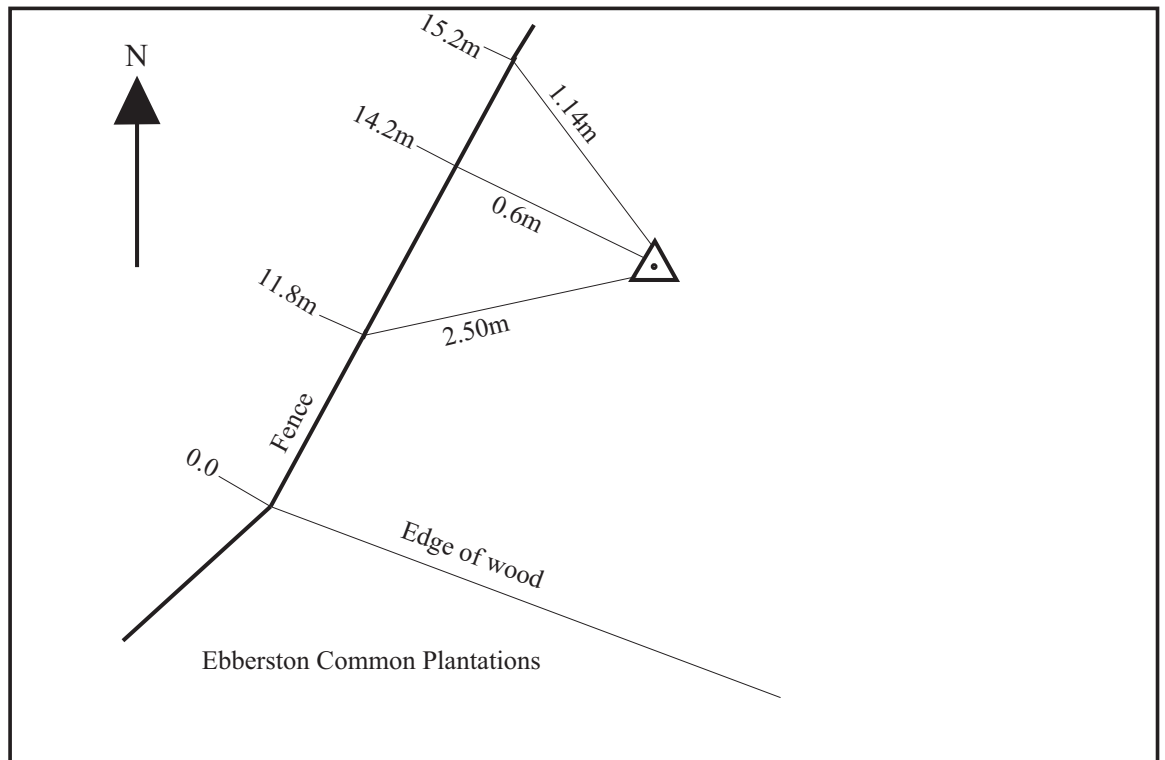 15.2m
N
1.14m
14.2m
0.6m
11.8m
2.50m
Fence
0.0
Edge of wood
Ebberston Common Plantations